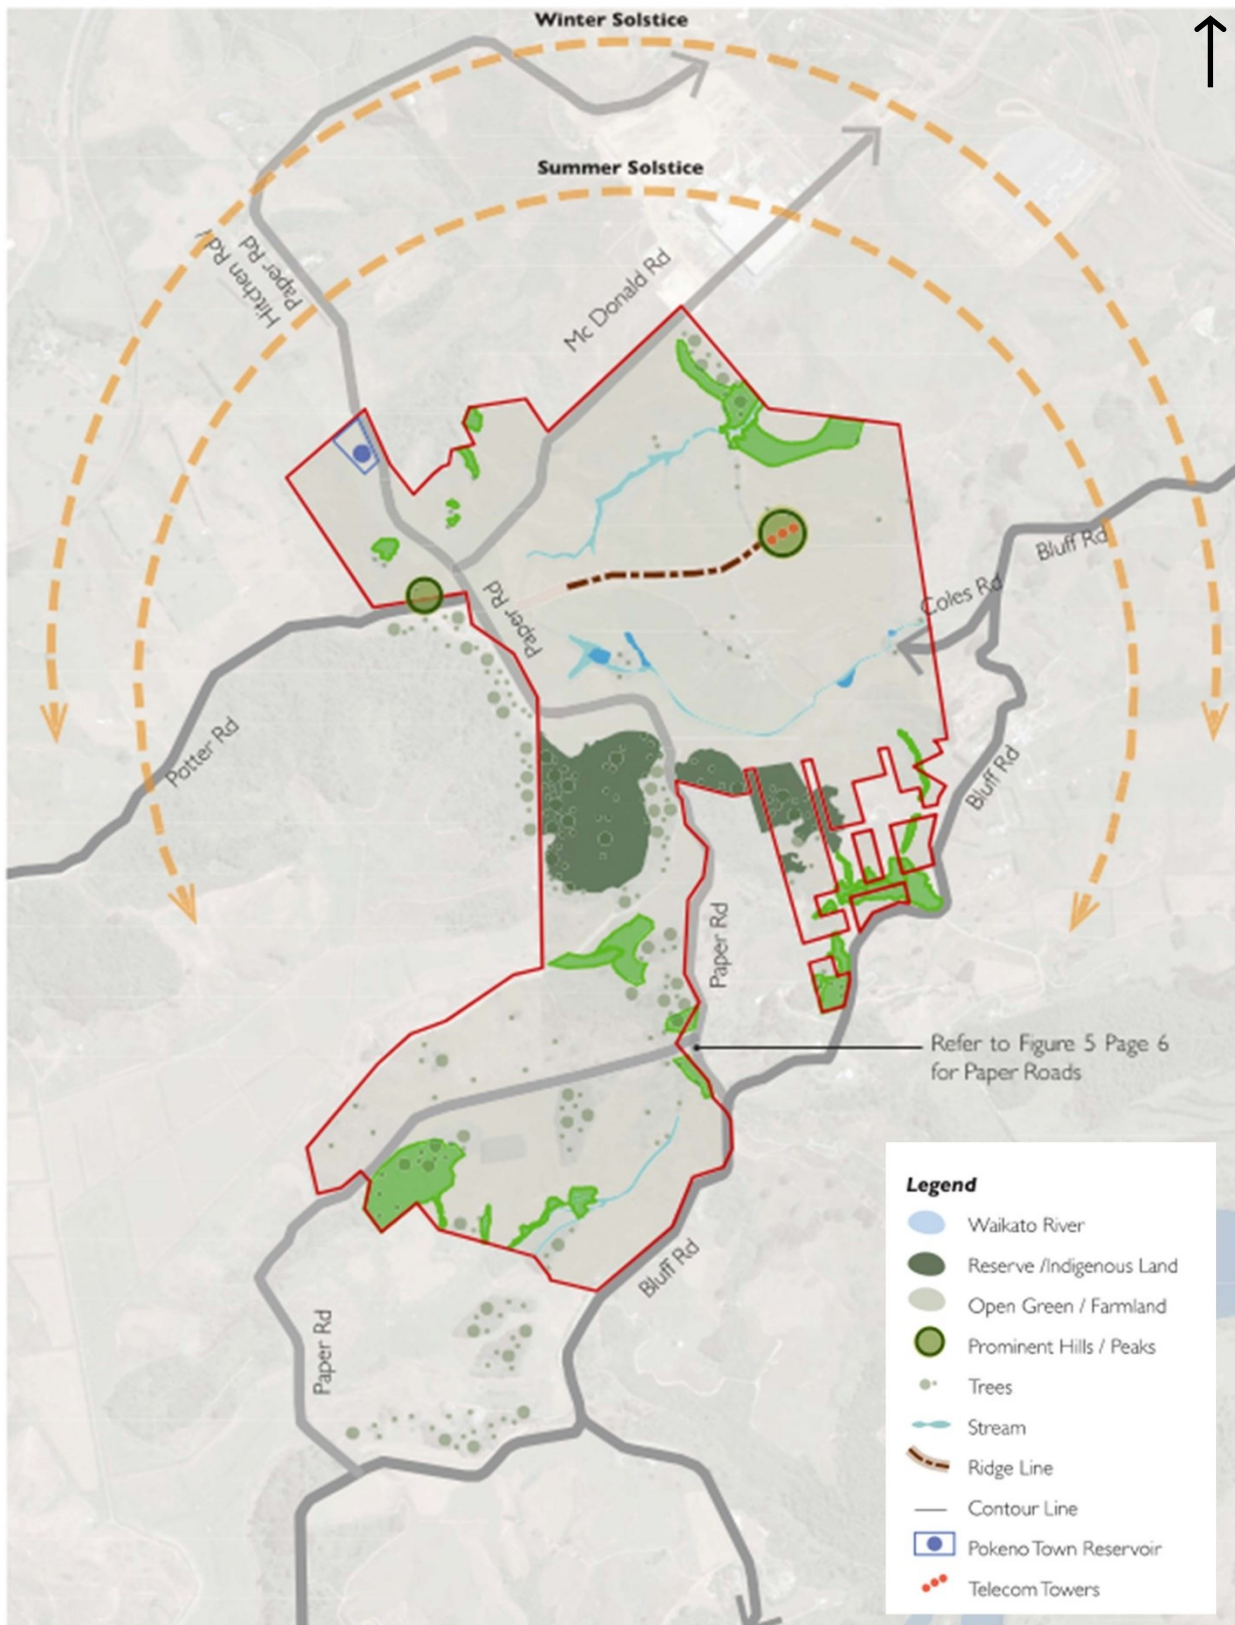 Winter Solstice
Summer Solstice
Hitchen Rd /
Paper Rd
Mc Donald Rd
Bluff Rd
Coles Rd
Paper Rd
Potter Rd
Bluff Rd
Paper Rd
Refer to Figure 5 Page 6
for Paper Roads
Bluff Rd
Paper Rd
Legend
Waikato River
Reserve /Indigenous Land
Open Green / Farmland
Prominent Hills / Peaks
Trees
Stream
Ridge Line
Contour Line
Pokeno Town Reservoir
Telecom Towers